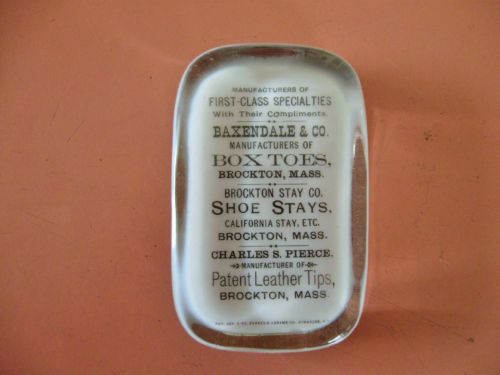 MANUFACTURERS OF
FIRST-CLASS SPECIALTIES
With Their Compliments.
BAXENDALE & CO.
MANUFACTURERS OF
BOX TOES,
BROCKTON, MASS.
BROCKTON STAY CO.
SHOE STAYS,
CALIFORNIA STAY, ETC.
BROCKTON, MASS.
CHARLES S. PIERCE.
MANUFACTURER OF
Patent Leather Tips,
BROCKTON, MASS.